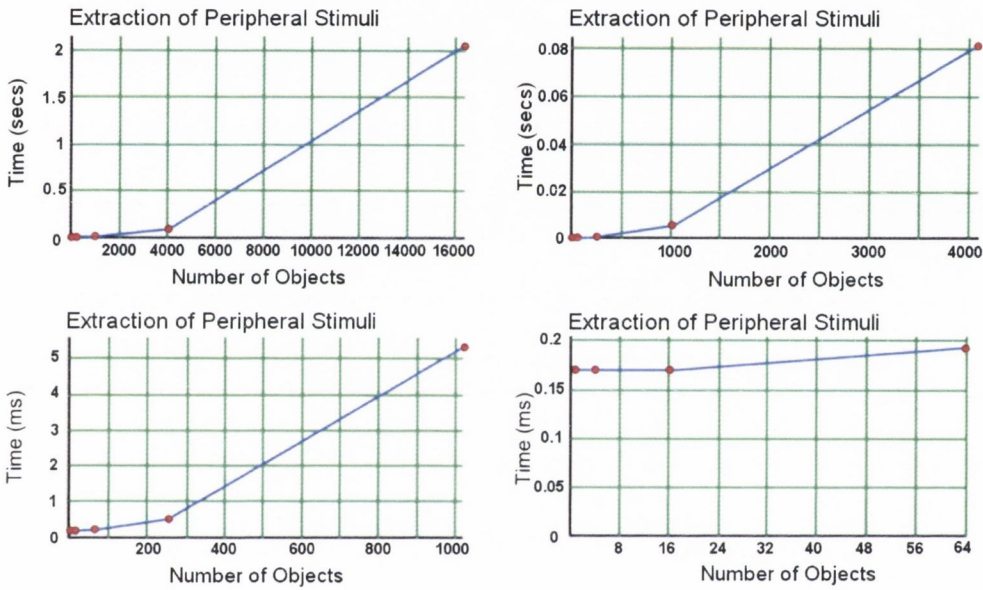 Extraction of Peripheral Stimuli
Time (secs)
2
1.5
1
0.5
0
2000 4000 6000 8000 10000 12000 14000 16000
Number of Objects
Extraction of Peripheral Stimuli
Time (secs)
0.08
0.06
0.04
0.02
0
1000 2000 3000 4000
Number of Objects
Extraction of Peripheral Stimuli
Time (ms)
5
4
3
2
1
0
200 400 600 800 1000
Number of Objects
Extraction of Peripheral Stimuli
Time (ms)
0.2
0.15
0.1
0.05
0
8 16 24 32 40 48 56 64
Number of Objects